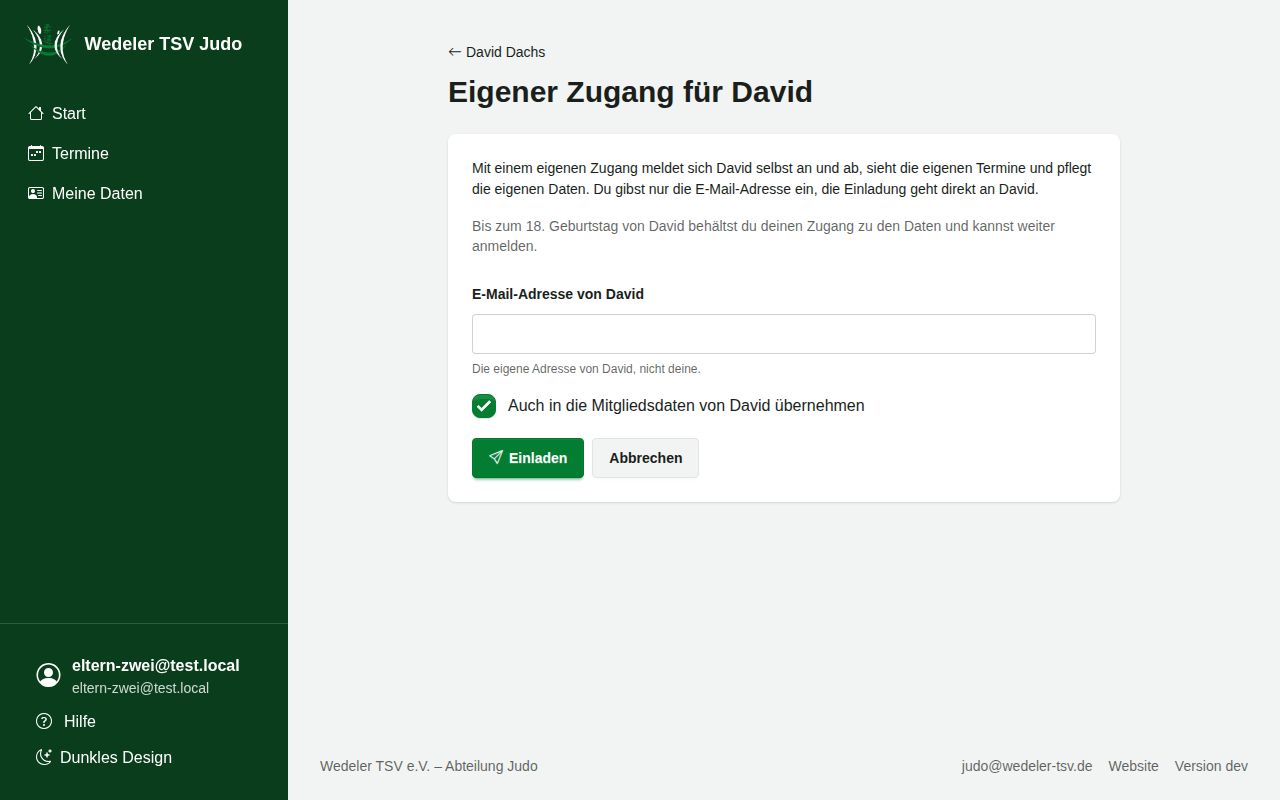 Wedeler TSV Judo
Start
Termine
Meine Daten
eltern-zwei@test.local
eltern-zwei@test.local
Hilfe
Dunkles Design
← David Dachs
Eigener Zugang für David
Mit einem eigenen Zugang meldet sich David selbst an und ab, sieht die eigenen Termine und pflegt
die eigenen Daten. Du gibst nur die E-Mail-Adresse ein, die Einladung geht direkt an David.
Bis zum 18. Geburtstag von David behältst du deinen Zugang zu den Daten und kannst weiter
anmelden.
E-Mail-Adresse von David
Die eigene Adresse von David, nicht deine.
Auch in die Mitgliedsdaten von David übernehmen
Einladen
Abbrechen
Wedeler TSV e.V. – Abteilung Judo
judo@wedeler-tsv.de Website Version dev